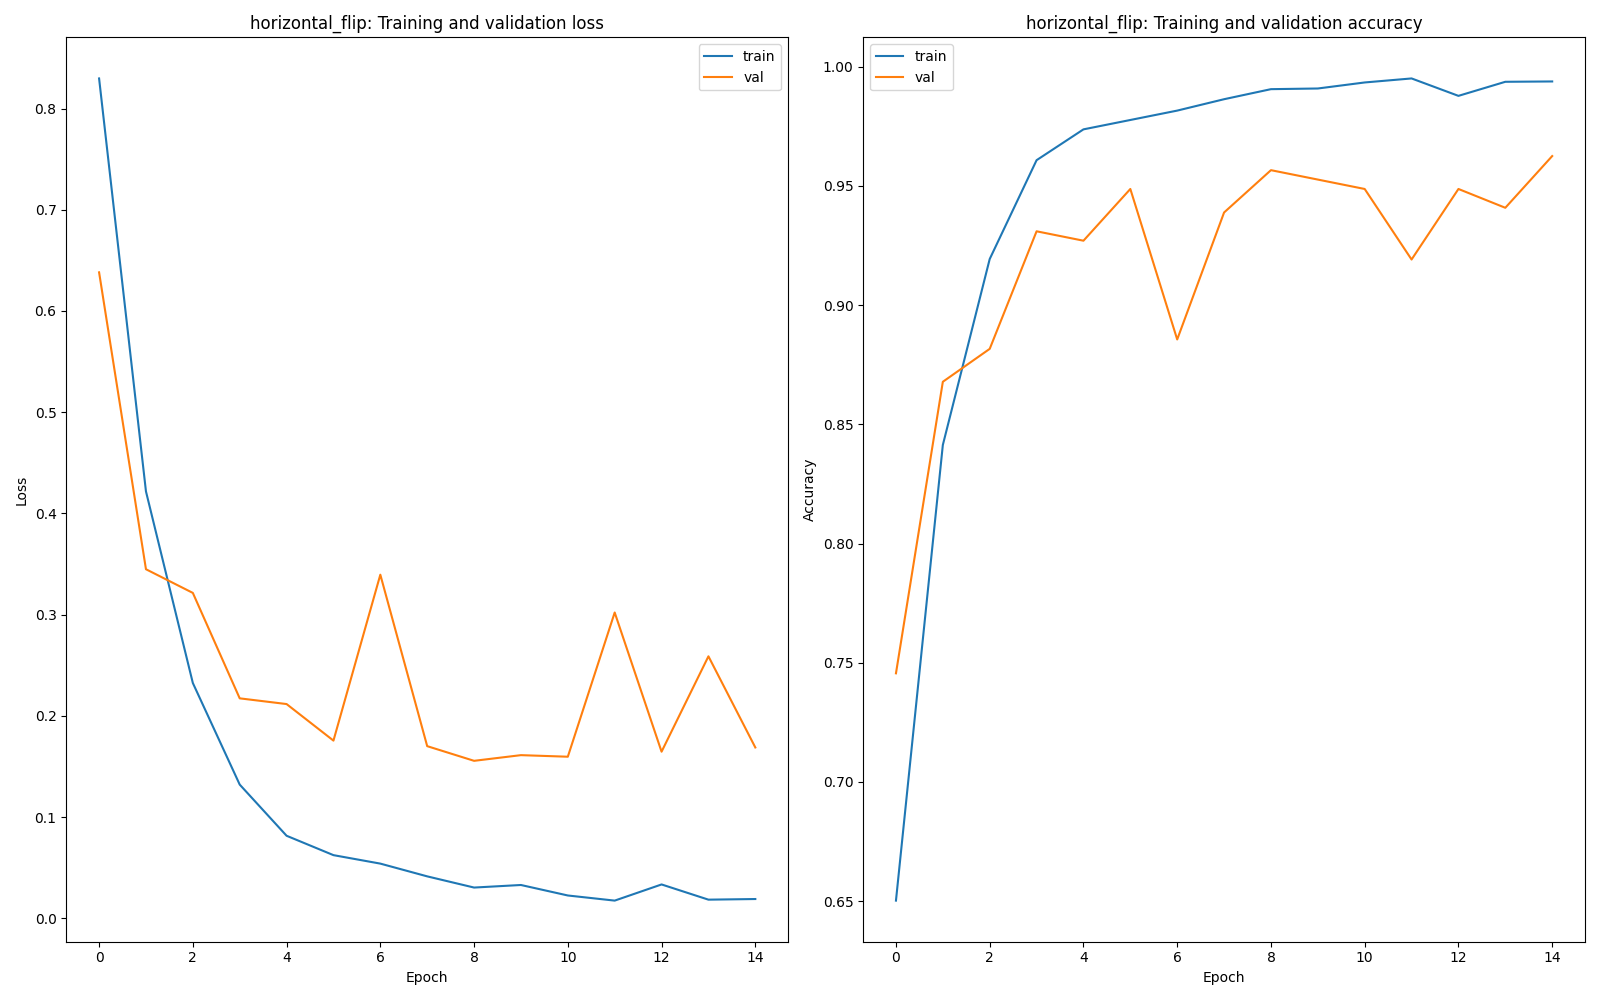 horizontal_flip: Training and validation loss
train
val
0.8
0.7
0.6
0.5
0.4
0.3
0.2
0.1
0.0
Loss
0 2 4 6 8 10 12 14
Epoch
horizontal_flip: Training and validation accuracy
train
val
1.00
0.95
0.90
0.85
0.80
0.75
0.70
0.65
Accuracy
0 2 4 6 8 10 12 14
Epoch